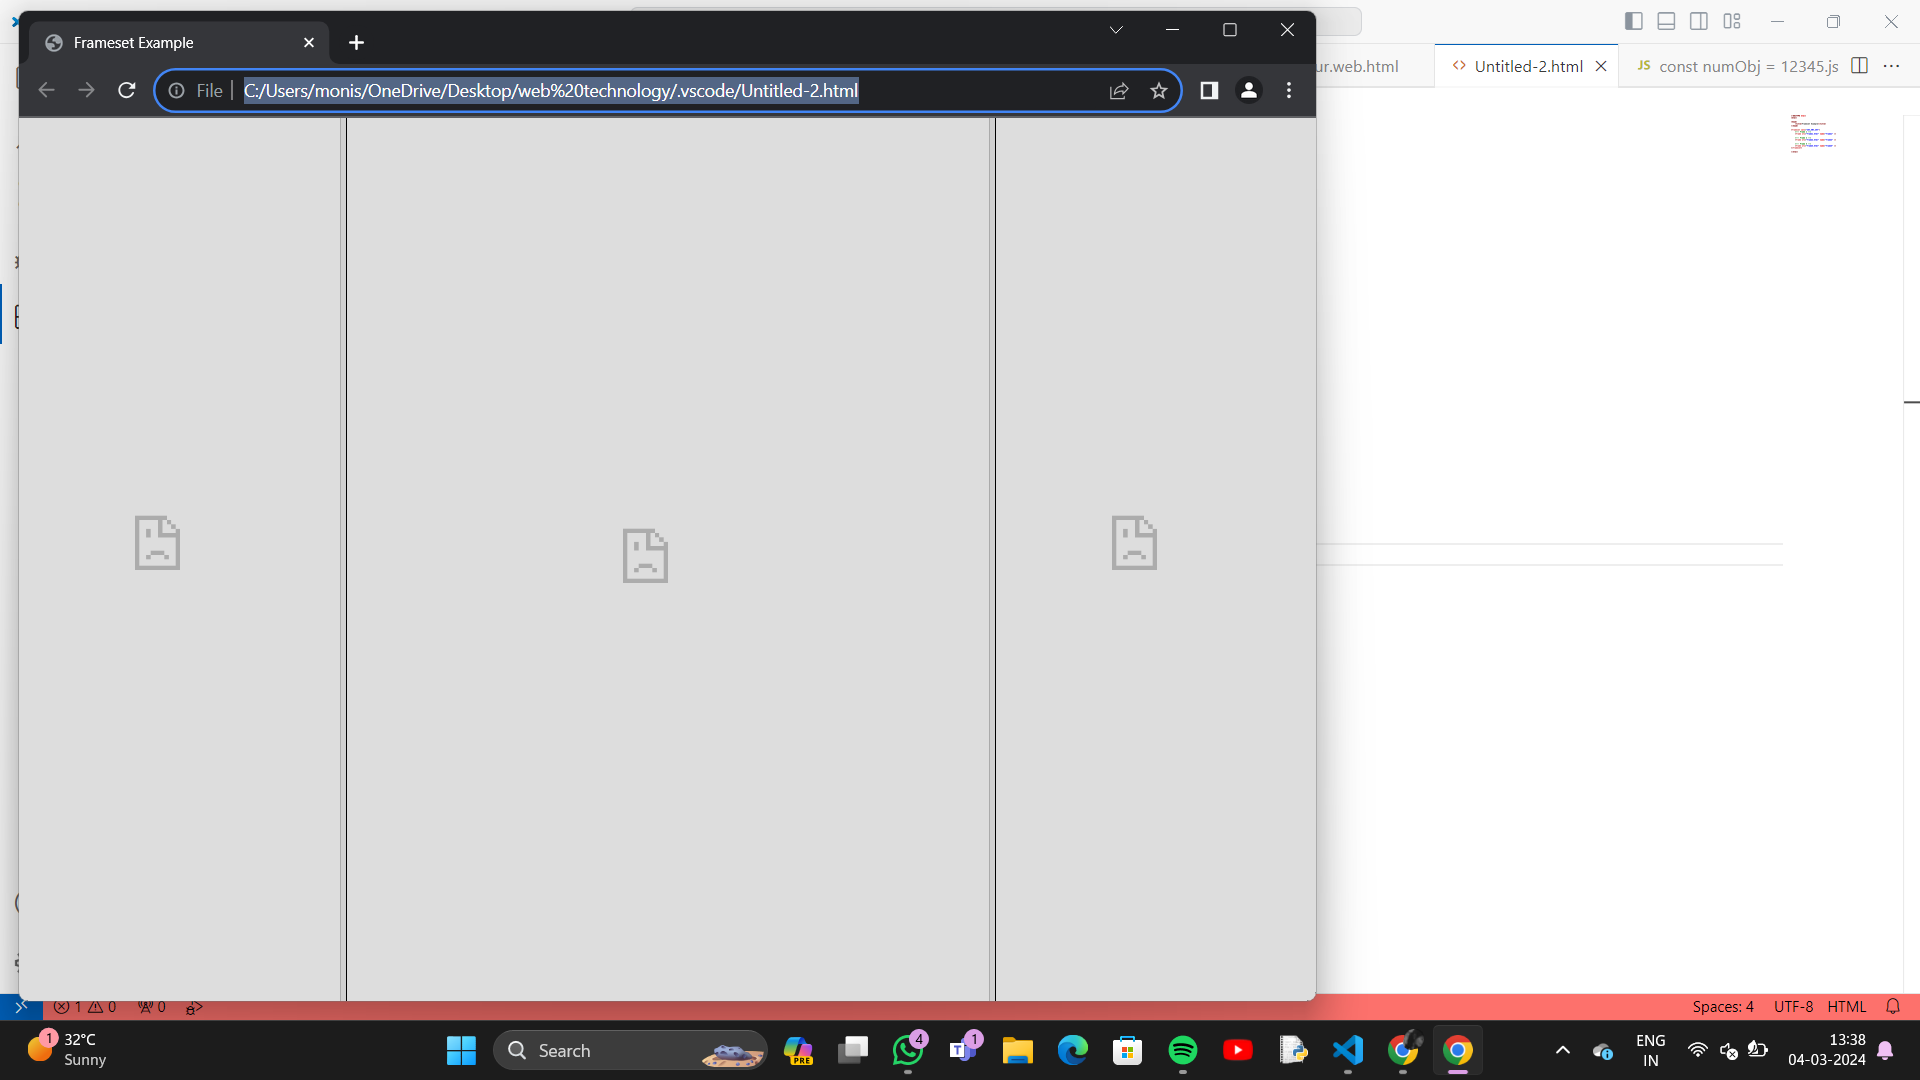 Frameset Example
ur.web.html
Untitled-2.html
JS const numObj = 12345.js
File
C:/Users/monis/OneDrive/Desktop/web%20technology/.vscode/Untitled-2.html
1
0
0
Spaces: 4
UTF-8
HTML
1
32°C
Sunny
Search
PRE
4
T
1
ENG
IN
13:38
04-03-2024